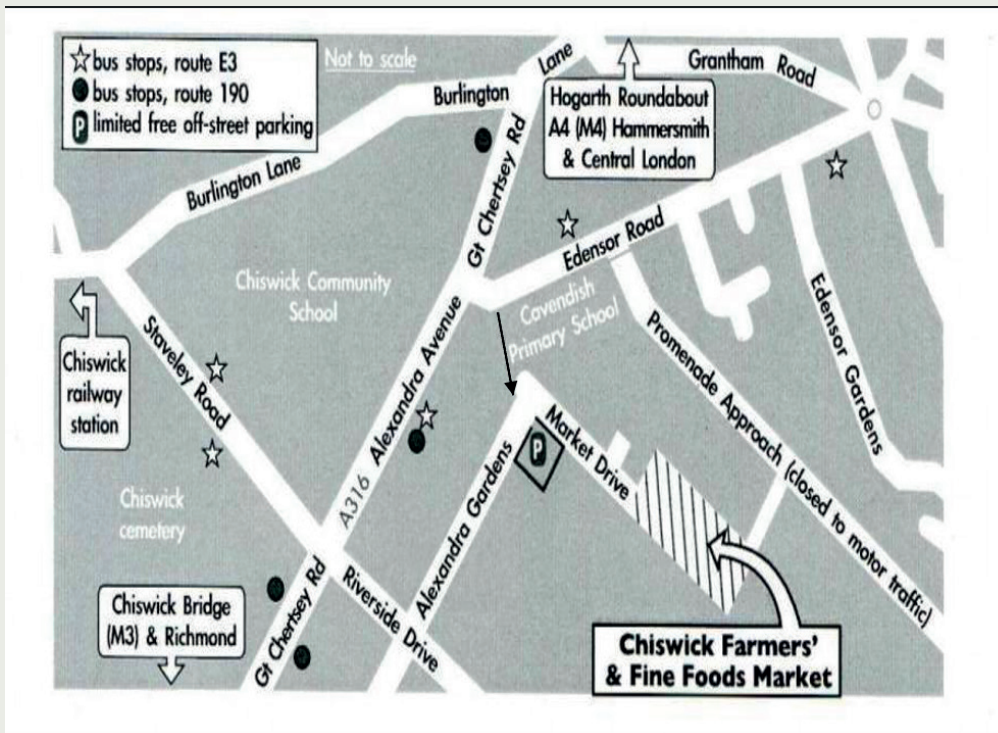 bus stops, route E3
bus stops, route 190
P limited free off-street parking
Not to scale
Lane
Grantham Road
Burlington
Hogarth Roundabout
A4 (M4) Hammersmith
& Central London
Burlington Lane
Gt Chertsey Rd
Edensor Road
Chiswick Community
School
Cavendish
Primary School
Edensor Gardens
Chiswick
railway
station
Staveley Road
Alexandra Avenue
Promenade Approach (closed to motor traffic)
Market Drive
P
A316
Alexandra Gardens
Chiswick
cemetery
Gt Chertsey Rd
Riverside Drive
Chiswick Bridge
(M3) & Richmond
Chiswick Farmers'
& Fine Foods Market